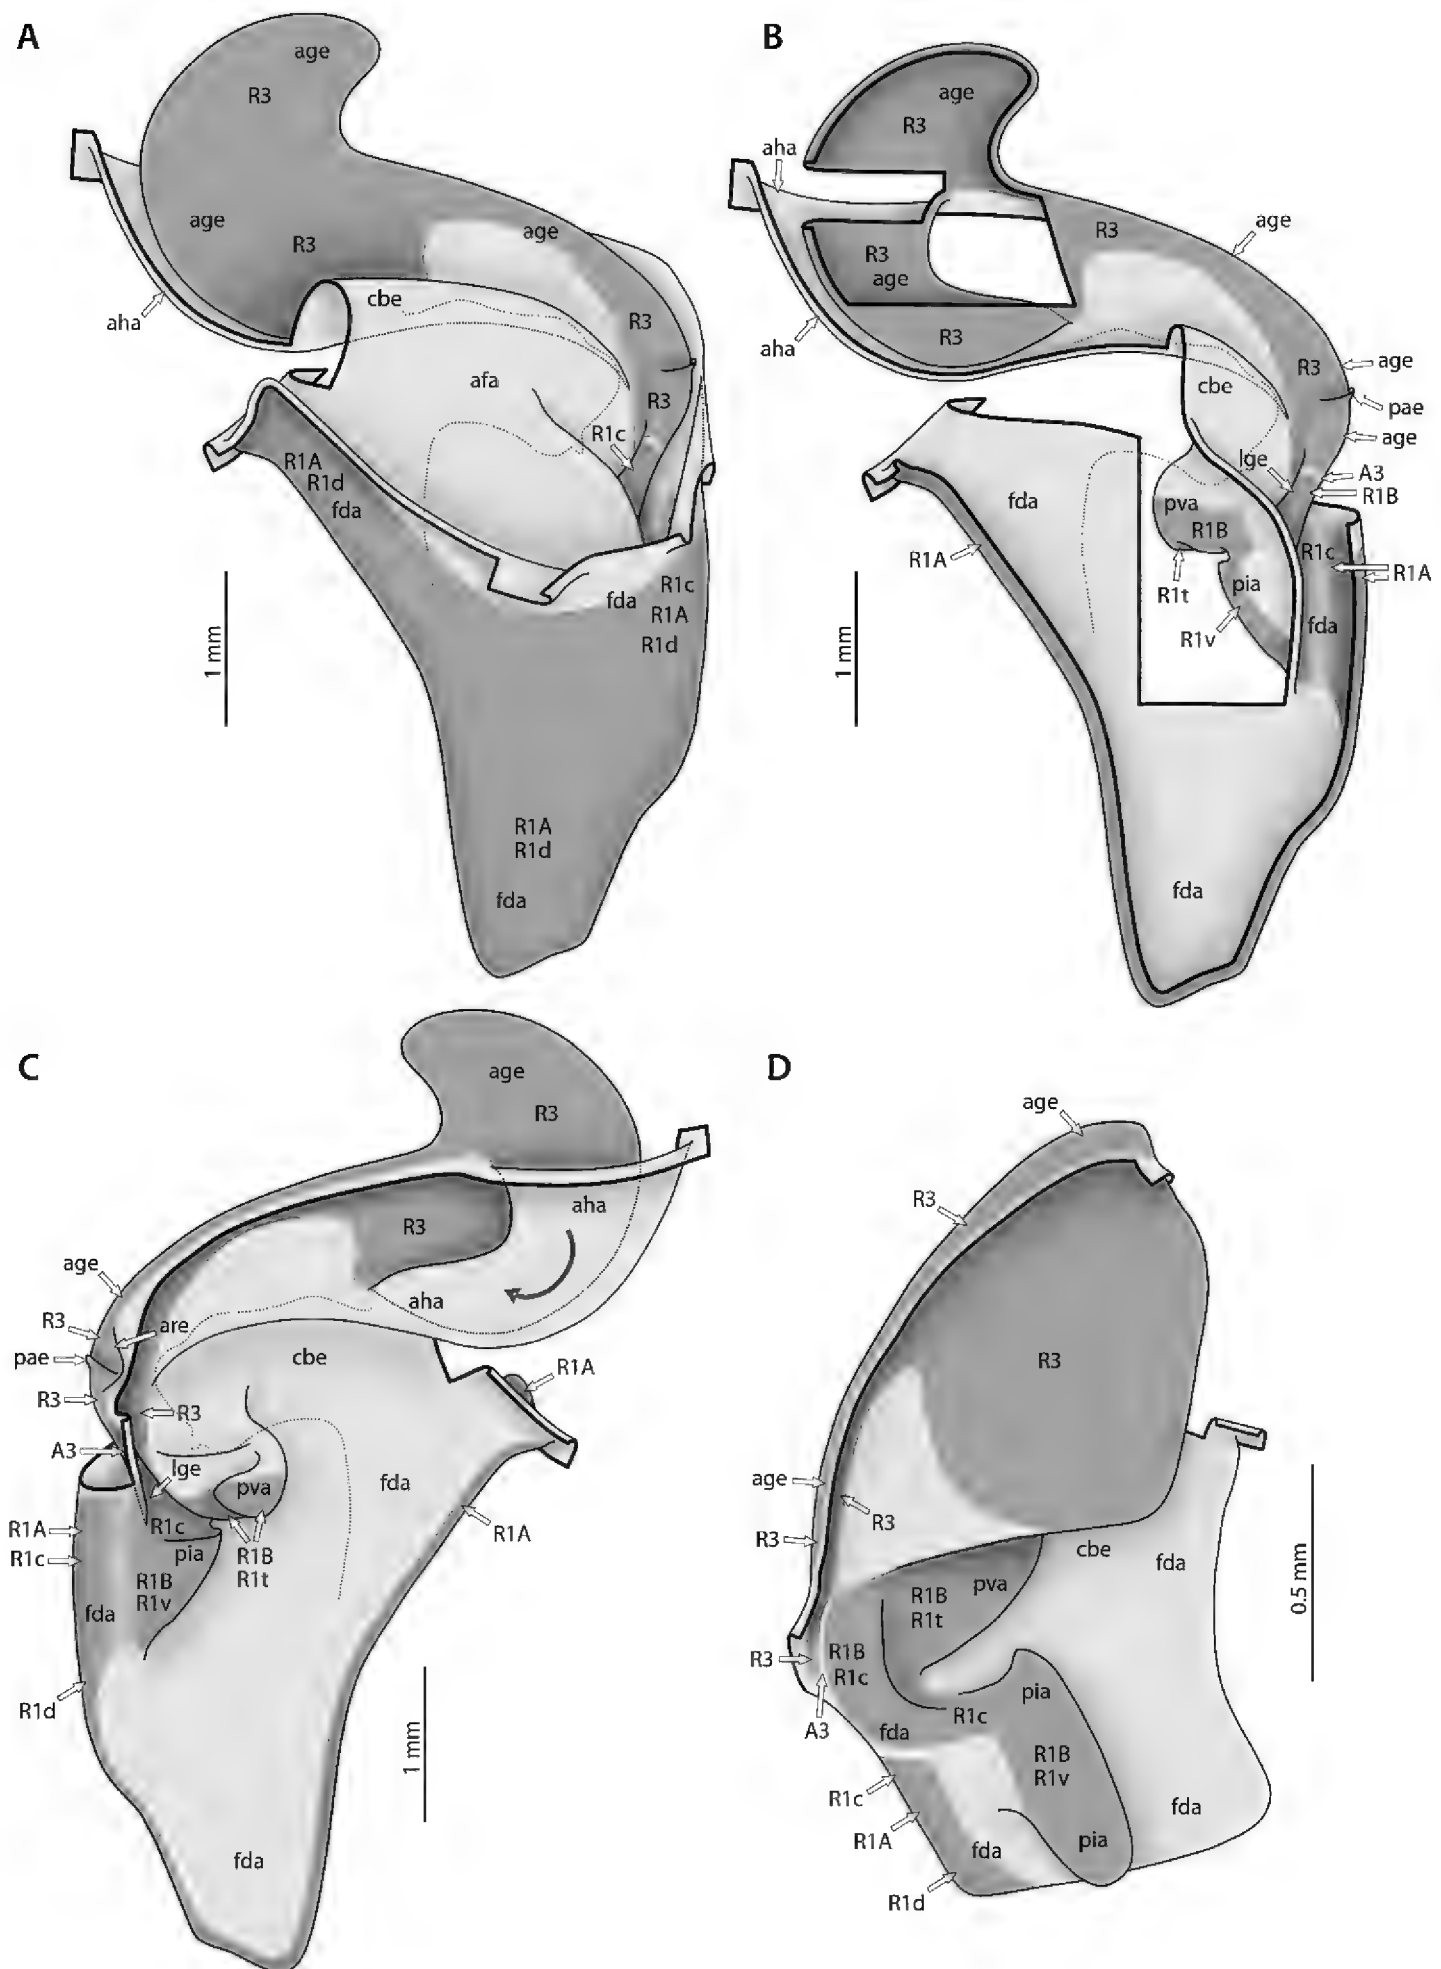 A
age
R3
age
R3
age
cbe
aha
R3
afa
R3
R1c
R1A
R1d
fda
R1c
fda
R1A
R1d
1 mm
R1A
R1d
fda
B
age
R3
aha
R3
age
R3
age
R3
aha
R3
age
cbe
pae
age
lge
A3
R1B
fda
pva
R1B
R1c
R1A
R1A
pia
R1t
fda
R1v
1 mm
fda
C
age
R3
aha
R3
age
aha
R3
are
pae
cbe
R1A
R3
R3
A3
lge
pva
fda
R1A
R1c
R1A
R1c
pia
R1B
R1t
R1B
R1v
fda
R1d
1 mm
fda
D
age
R3
R3
age
R3
R3
cbe
fda
pva
R1B
R1t
0.5 mm
R3
R1B
R1c
pia
A3
R1c
fda
R1B
R1v
R1c
fda
R1A
pia
fda
R1d